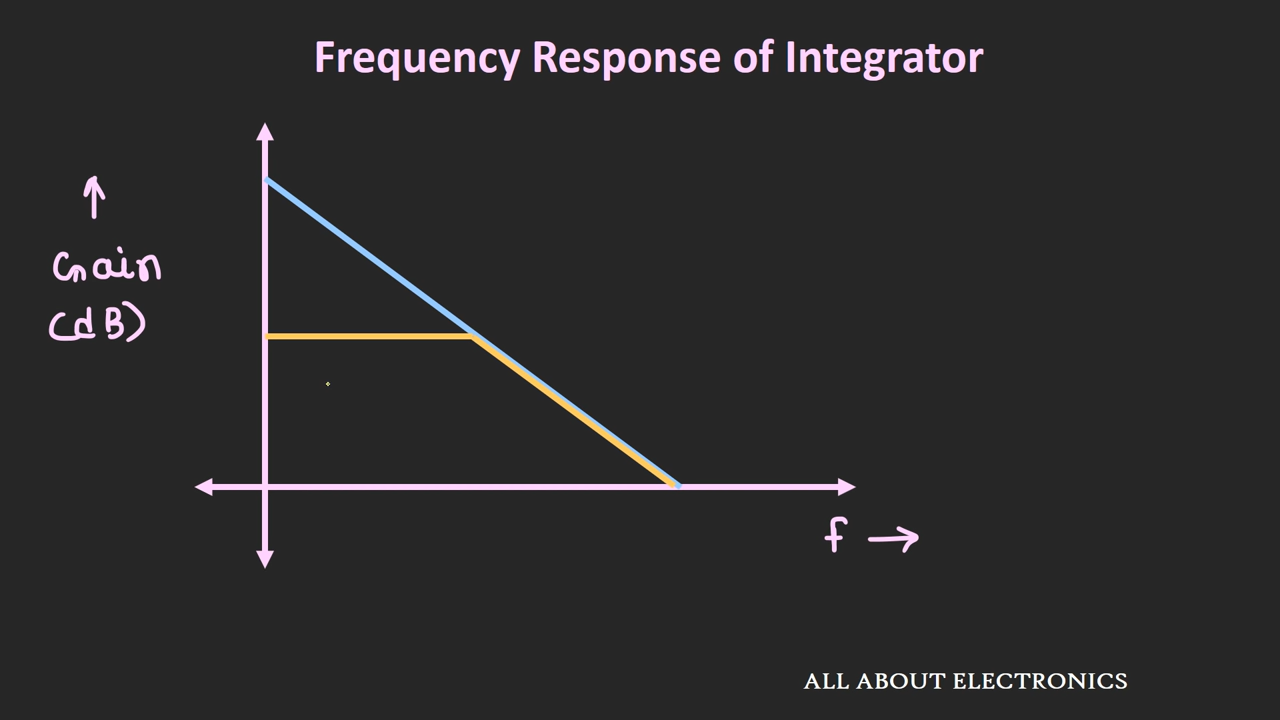 Frequency Response of Integrator
↑
Gain
(dB)
f →
ALL ABOUT ELECTRONICS